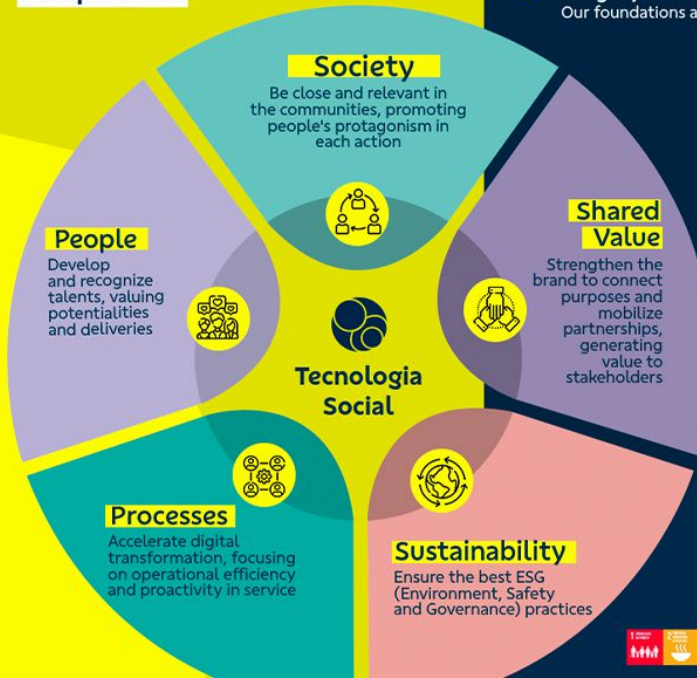 Our foundations a
Society
Be close and relevant in
the communities, promoting
people's protagonism in
each action
People
Develop
and recognize
talents, valuing
potentialities
and deliveries
Shared
Value
Strengthen the
brand to connect
purposes and
mobilize
partnerships,
generating
value to
stakeholders
Tecnologia
Social
Processes
Accelerate digital
transformation, focusing
on operational efficiency
and proactivity in service
Sustainability
Ensure the best ESG
(Environment, Safety
and Governance) practices
1
2